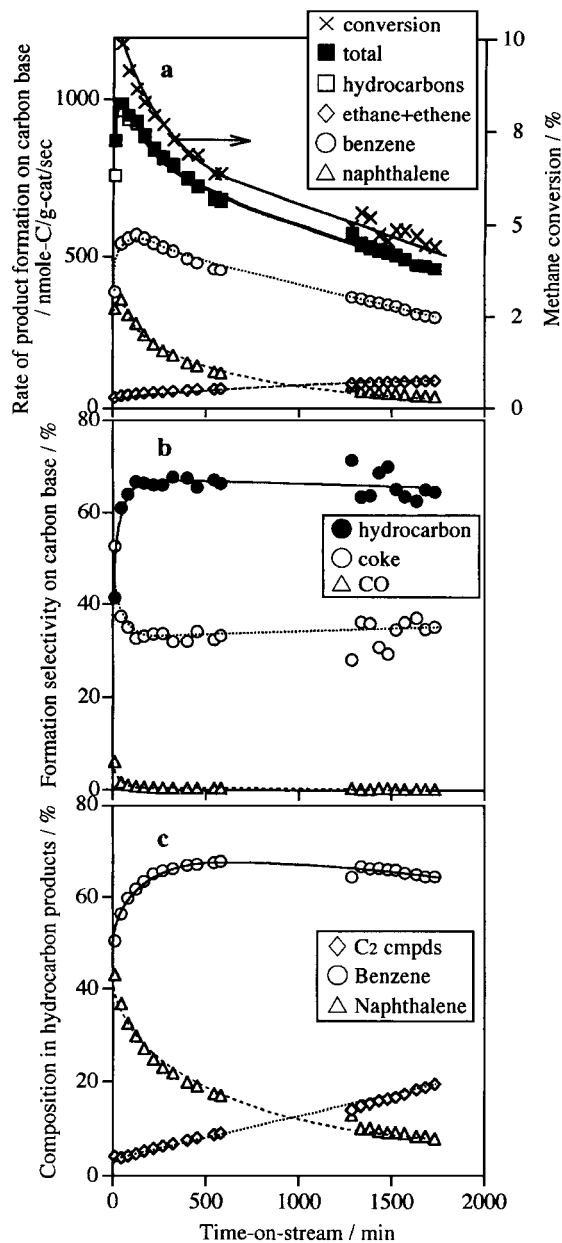 conversion
total
hydrocarbons
ethane+ethene
benzene
naphthalene
a
Rate of product formation on carbon base
/ nmole-C/g-cat/sec
1000
500
0
10
8
5
2
0
Methane conversion / %
b
Formation selectivity on carbon base / %
80
60
40
20
0
hydrocarbon
coke
CO
c
Composition in hydrocarbon products / %
80
60
40
20
0
C2 cmpds
Benzene
Naphthalene
0 500 1000 1500 2000
Time-on-stream / min